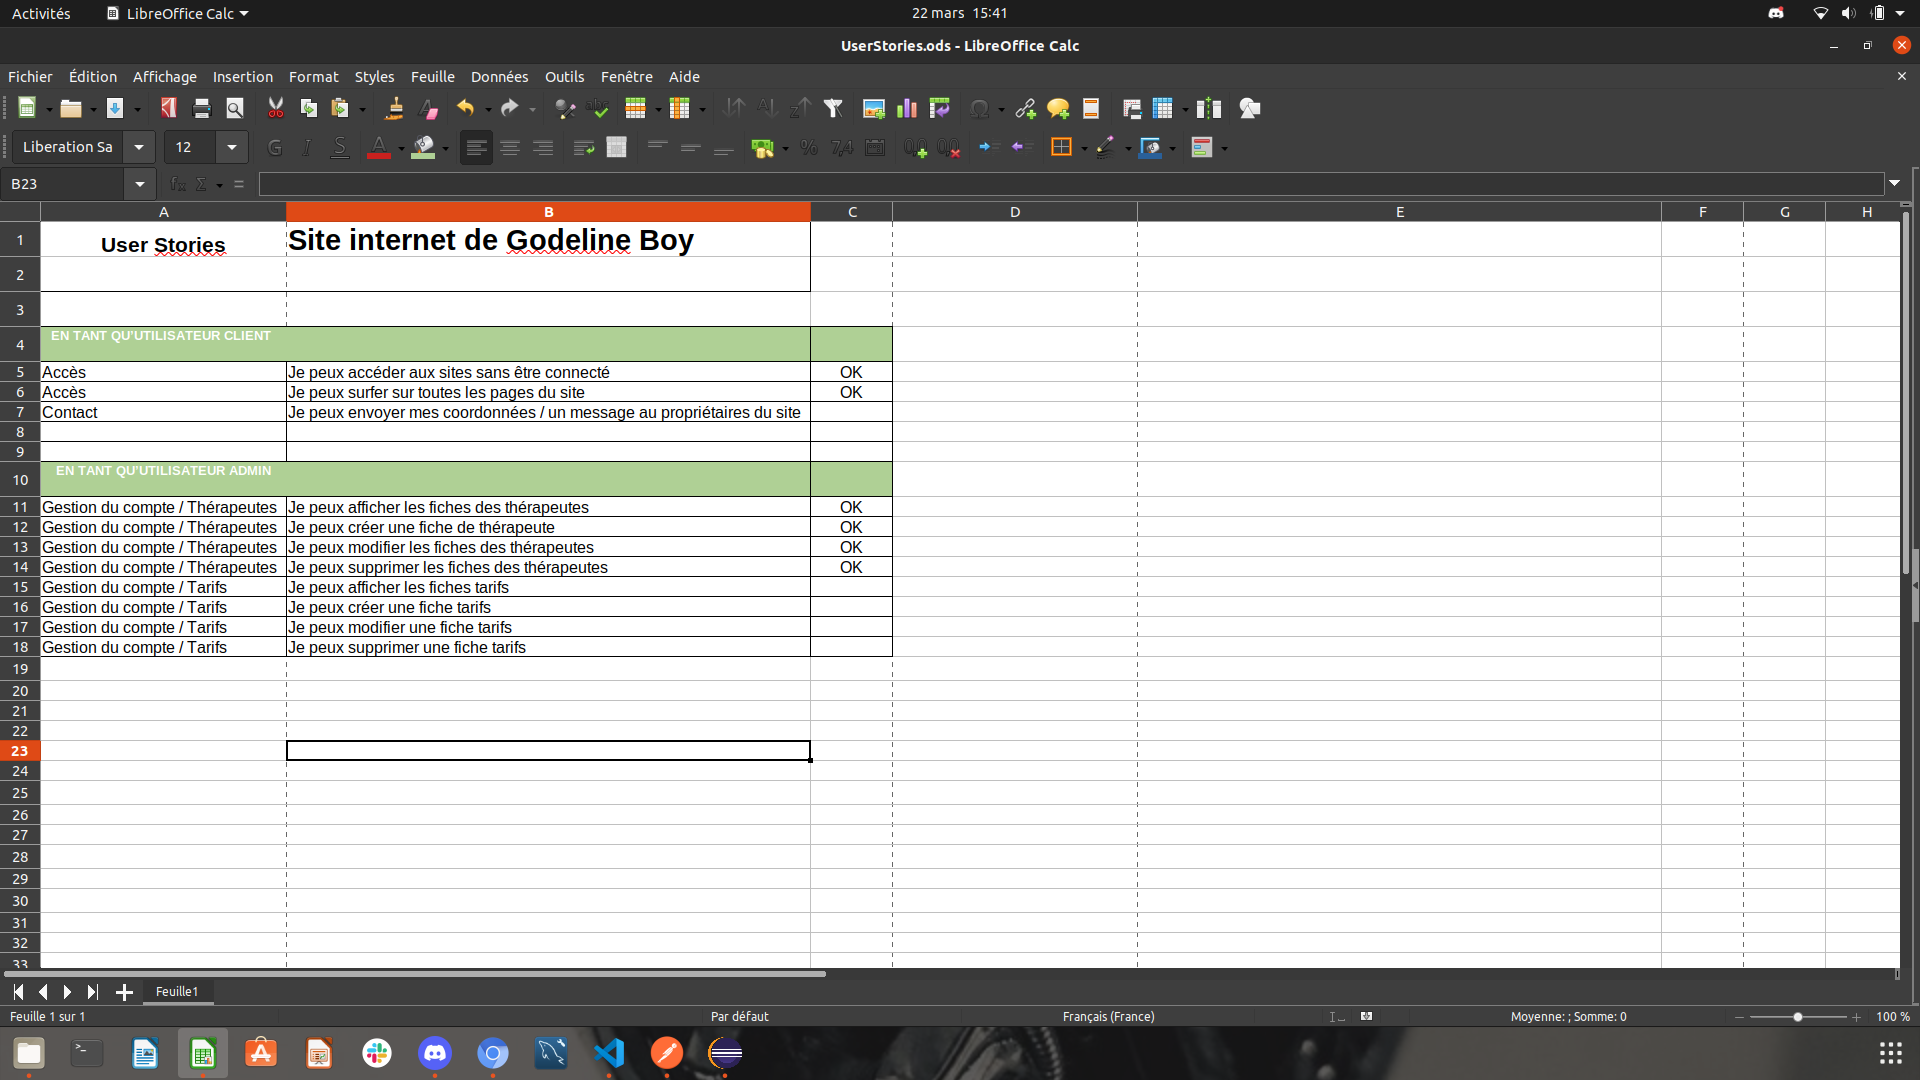 Activités LibreOffice Calc 22 mars 15:41
UserStories.ods - LibreOffice Calc
Fichier Édition Affichage Insertion Format Styles Feuille Données Outils Fenêtre Aide
Liberation Sa 12
B23
A B C D E F G H
1 User Stories Site internet de Godeline Boy
2
3
4 EN TANT QU'UTILISATEUR CLIENT
5 Accès Je peux accéder aux sites sans être connecté OK
6 Accès Je peux surfer sur toutes les pages du site OK
7 Contact Je peux envoyer mes coordonnées / un message au propriétaires du site
8
9
10 EN TANT QU'UTILISATEUR ADMIN
11 Gestion du compte / Thérapeutes Je peux afficher les fiches des thérapeutes OK
12 Gestion du compte / Thérapeutes Je peux créer une fiche de thérapeute OK
13 Gestion du compte / Thérapeutes Je peux modifier les fiches des thérapeutes OK
14 Gestion du compte / Thérapeutes Je peux supprimer les fiches des thérapeutes OK
15 Gestion du compte / Tarifs Je peux afficher les fiches tarifs
16 Gestion du compte / Tarifs Je peux créer une fiche tarifs
17 Gestion du compte / Tarifs Je peux modifier une fiche tarifs
18 Gestion du compte / Tarifs Je peux supprimer une fiche tarifs
19
20
21
22
23
24
25
26
27
28
29
30
31
32
33
Feuille1
Feuille 1 sur 1 Par défaut Français (France) Moyenne: ; Somme: 0 100 %